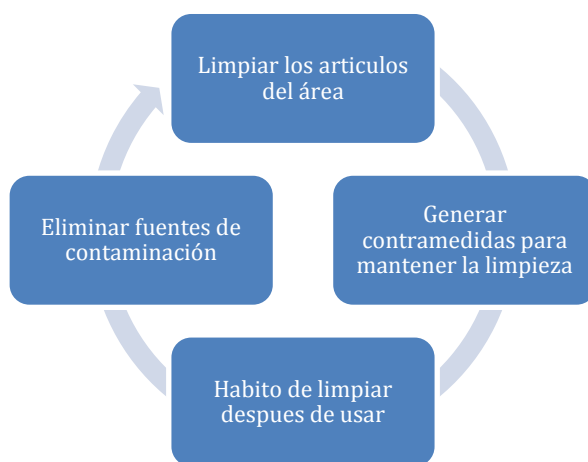 Limpiar los articulos
del área
Generar
contramedidas para
mantener la limpieza
Habito de limpiar
despues de usar
Eliminar fuentes de
contaminación